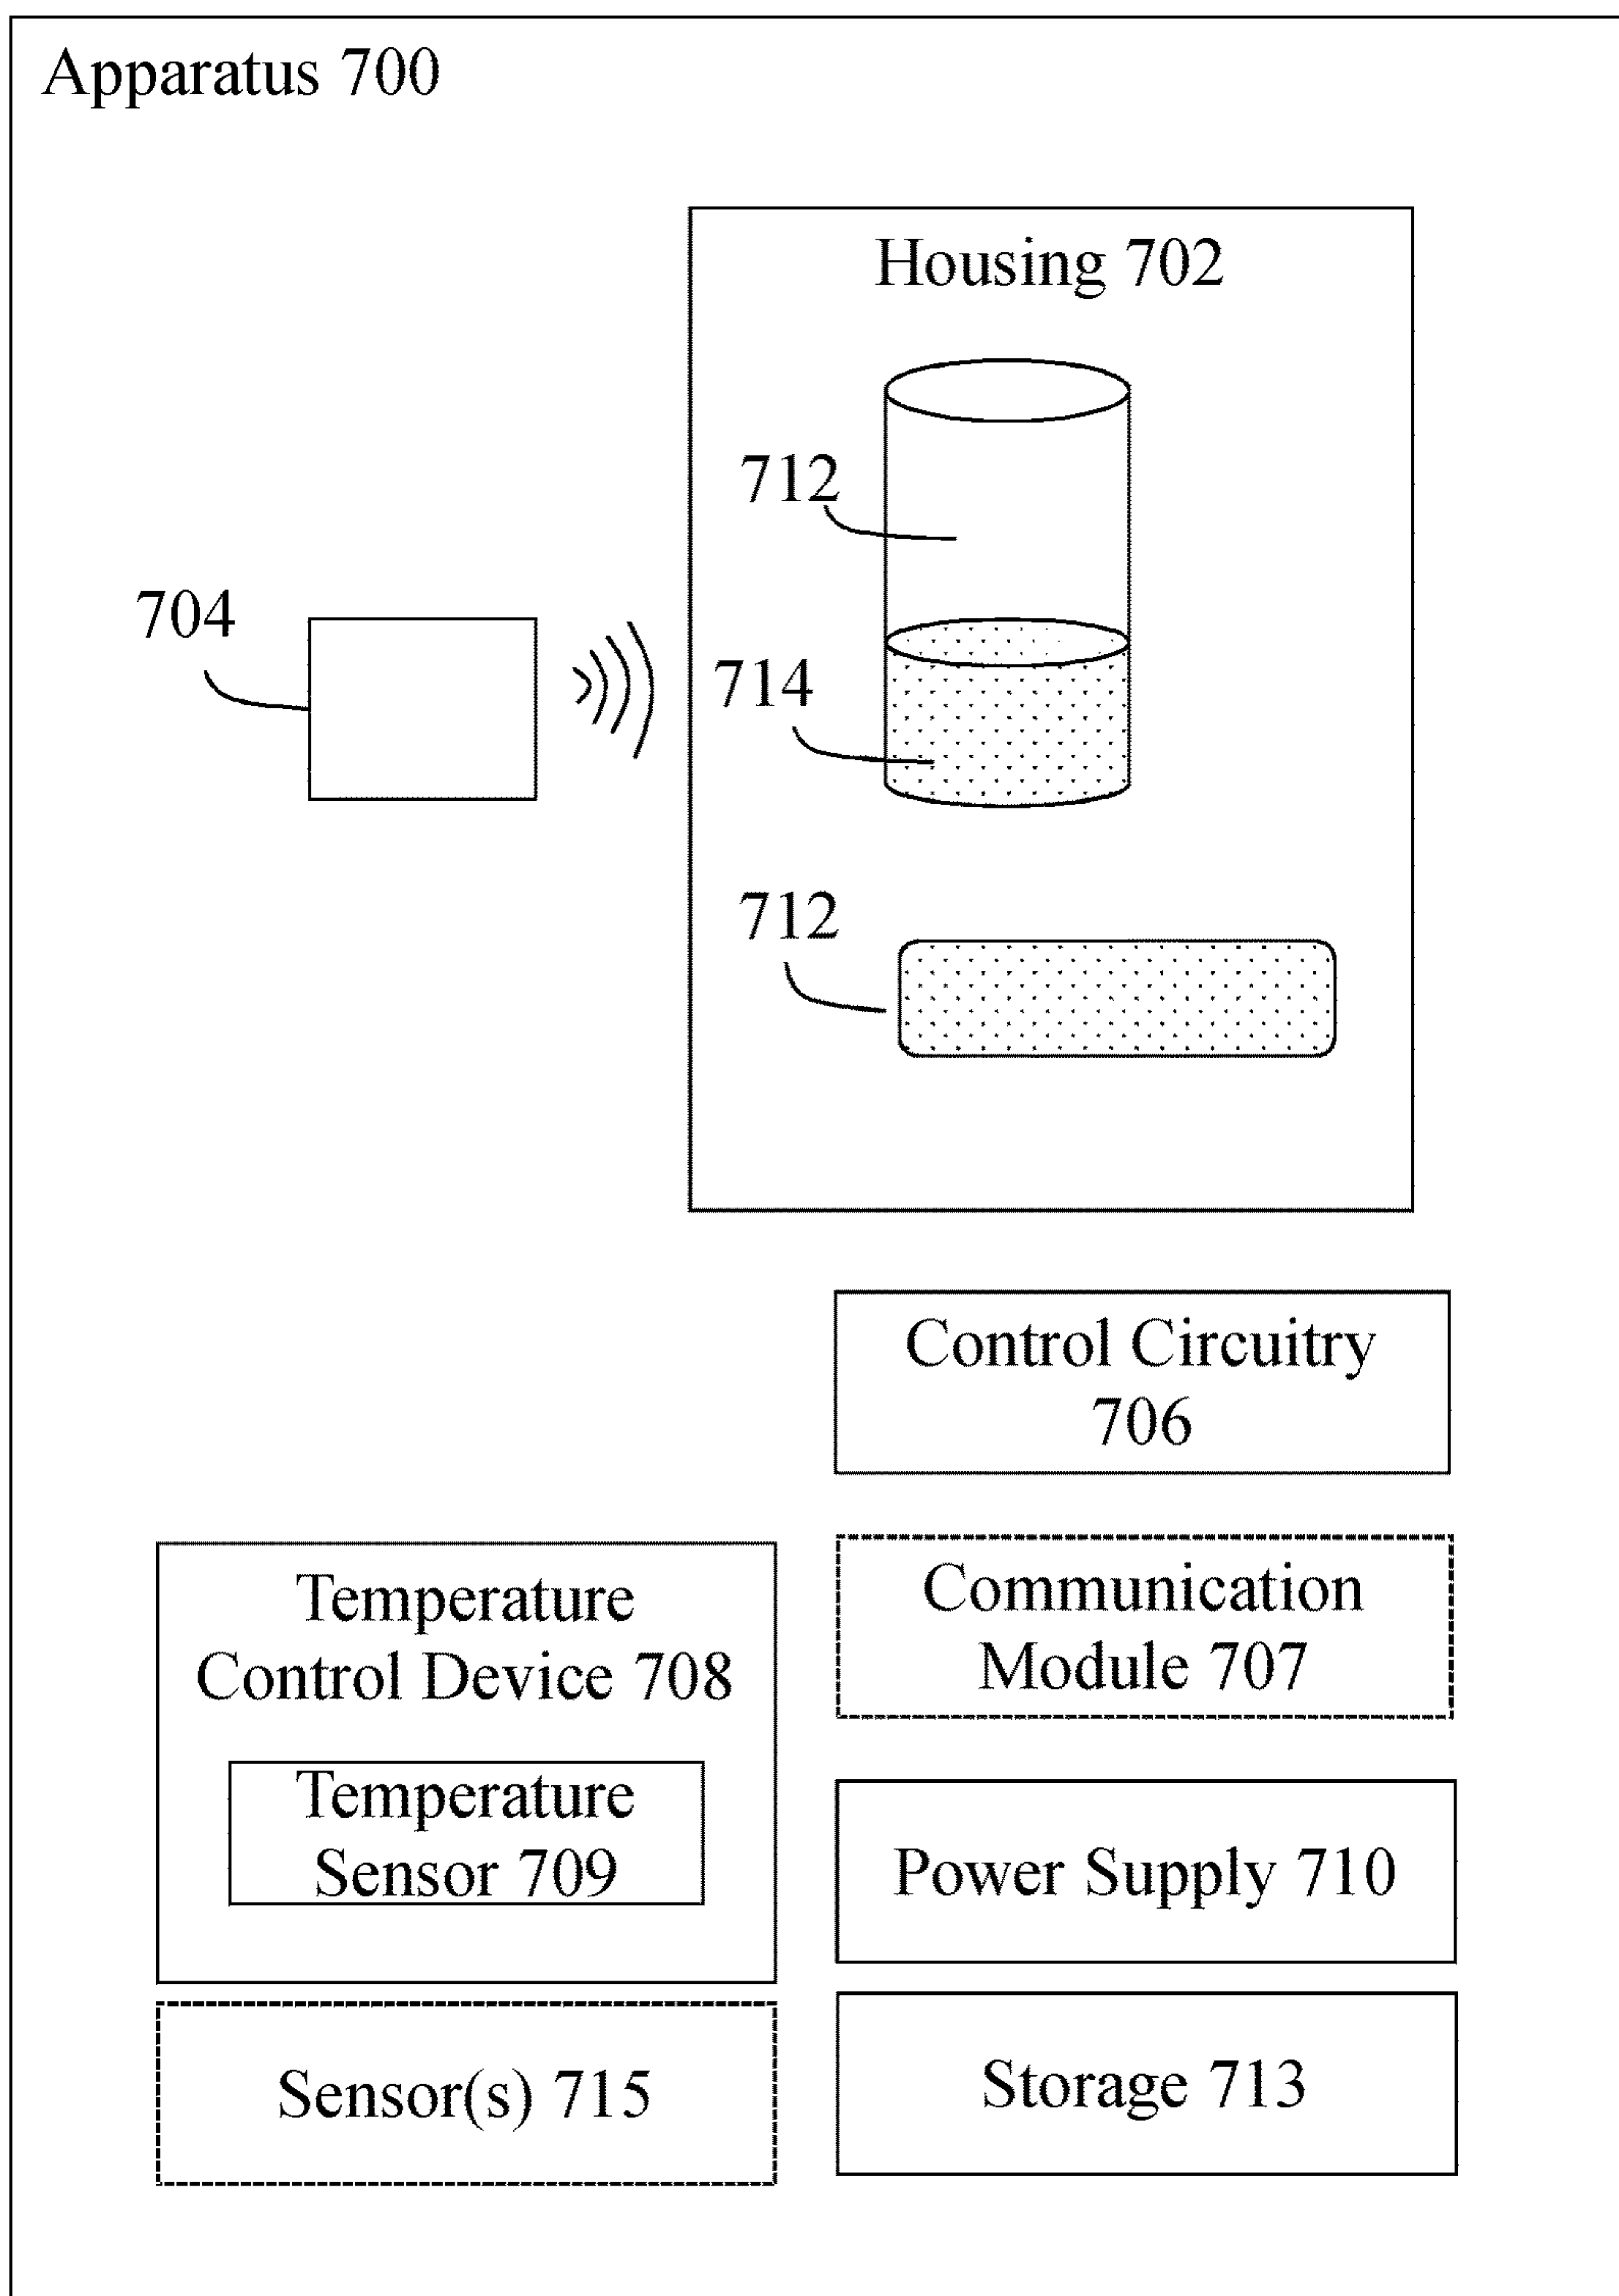 Apparatus 700
Housing 702
712
704
714
712
Control Circuitry
706
Temperature
Control Device 708
Temperature
Sensor 709
Communication
Module 707
Power Supply 710
Sensor(s) 715
Storage 713